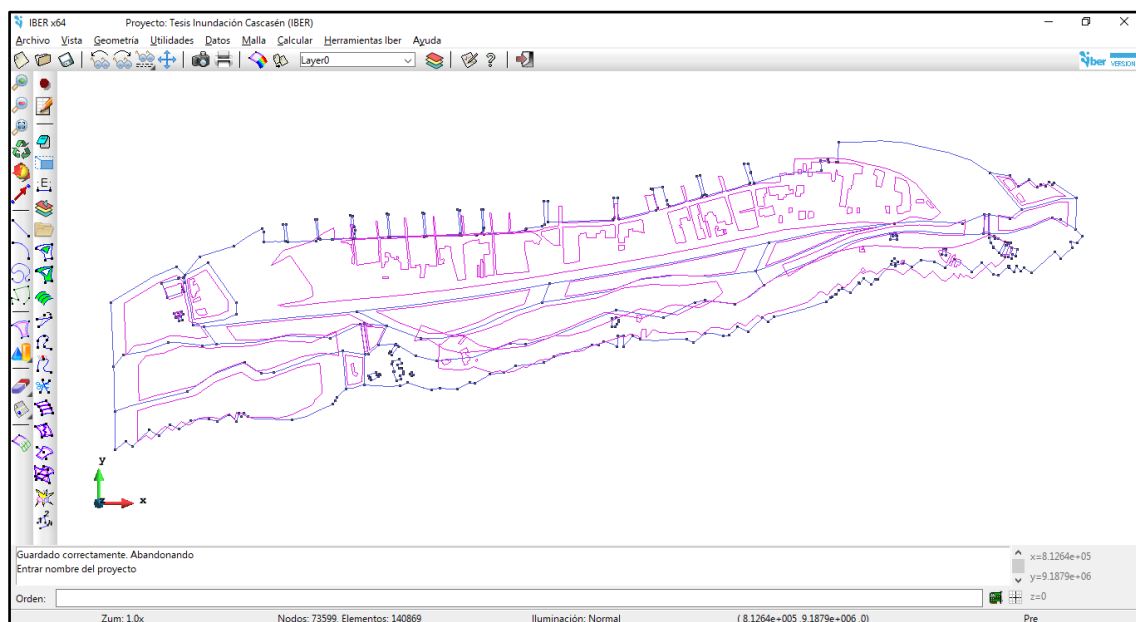 IBER x64 Proyecto: Tesis Inundación Cascasén (IBER)
Archivo Vista Geometría Utilidades Datos Malla Calcular Herramientas Iber Ayuda
Layer0
iber VERSION
E
y
x
z
Guardado correctamente. Abandonando
Entrar nombre del proyecto
x=8.1264e+05
y=9.1879e+06
z=0
Orden:
Zum: 1.0x Nodos: 73599, Elementos: 140869 Iluminación: Normal ( 8.1264e+005 ,9.1879e+006 ,0) Pre